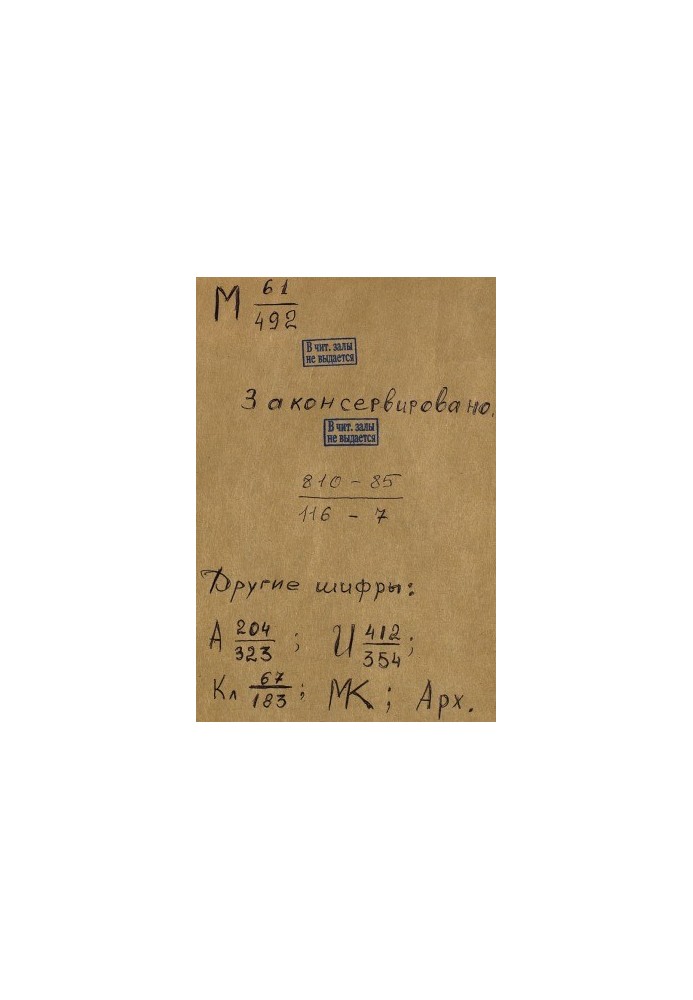 М 61/492
В чит. залы
не выдается
Законсервировано.
В чит. залы
не выдается
810 - 85
116 - 7
Другие шифры:
А 204/323 ; И 412/354 ;
Кл 67/183 ; МК ; Арх.